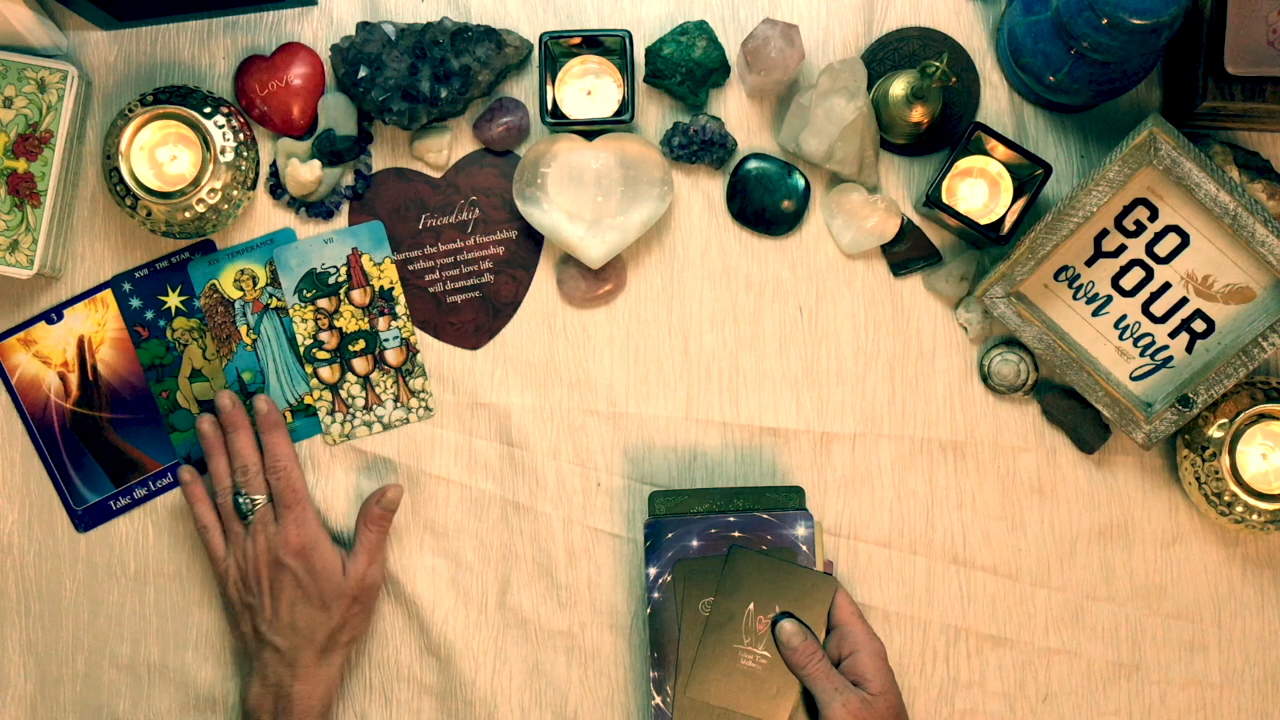 Love
Friendship
Nurture the bonds of friendship
within your relationship
and your love life
will dramatically
improve.
XVII - THE STAR
XIV - TEMPERANCE
VII
3
Take the Lead
GO
YOUR
own way